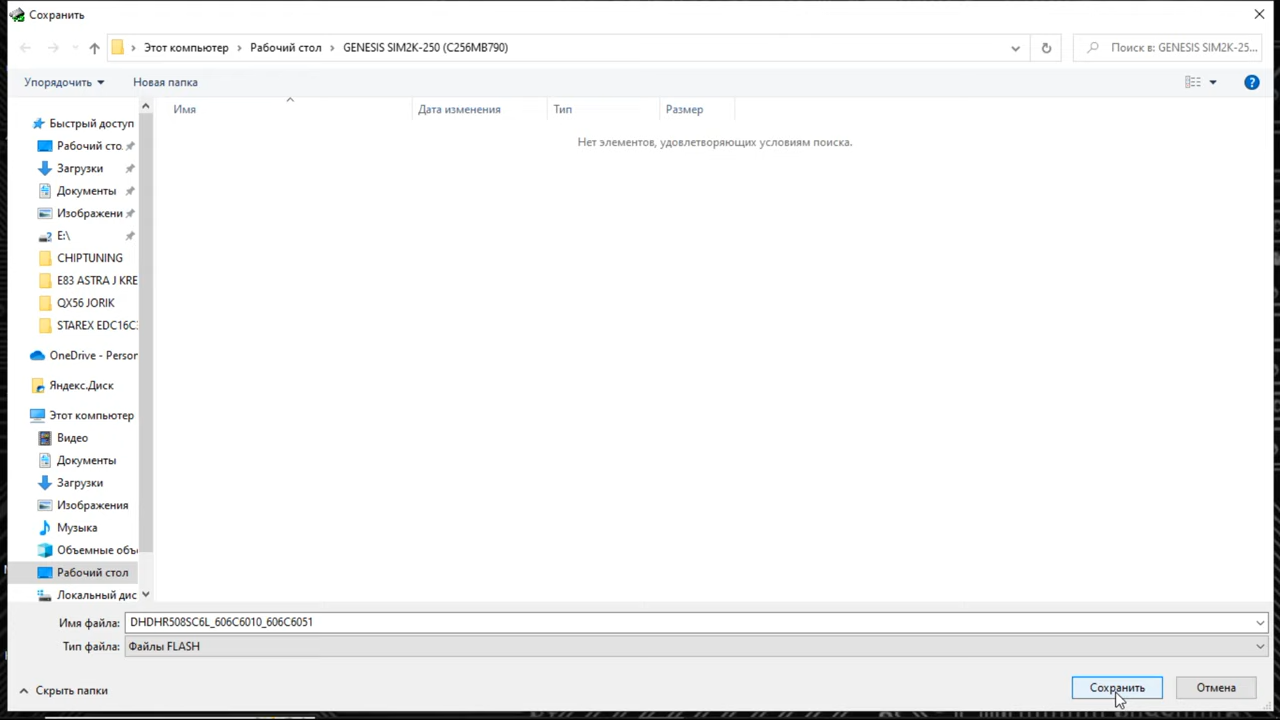 Сохранить
Этот компьютер › Рабочий стол › GENESIS SIM2K-250 (C256MB790)
Поиск в: GENESIS SIM2K-25...
Упорядочить
Новая папка
Имя
Дата изменения
Тип
Размер
Нет элементов, удовлетворяющих условиям поиска.
Быстрый доступ
Рабочий сто.
Загрузки
Документы
Изображени
E:\
CHIPTUNING
E83 ASTRA J KRE
QX56 JORIK
STAREX EDC16C3
OneDrive - Person
Яндекс.Диск
Этот компьютер
Видео
Документы
Загрузки
Изображения
Музыка
Объемные объ
Рабочий стол
Локальный дис
Имя файла: DHDHR508SC6L_606C6010_606C6051
Тип файла: Файлы FLASH
Скрыть папки
Сохранить
Отмена